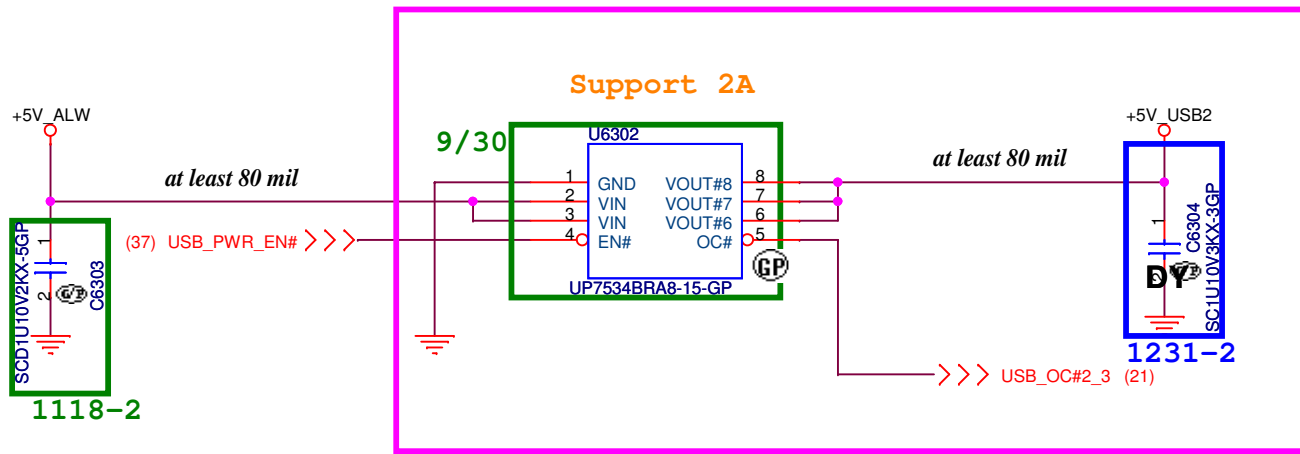 Support 2A
+5V_ALW
+5V_USB2
9/30
U6302
at least 80 mil
at least 80 mil
1 GND VOUT#8 8
2 VIN VOUT#7 7
3 VIN VOUT#6 6
4 EN# OC# 5
(37) USB_PWR_EN#
GP
UP7534BRA8-15-GP
1
2
C6303
SCD1U10V2KX-5GP
1118-2
1
2
C6304
SC1U10V3KX-3GP
DY
1231-2
USB_OC#2_3 (21)